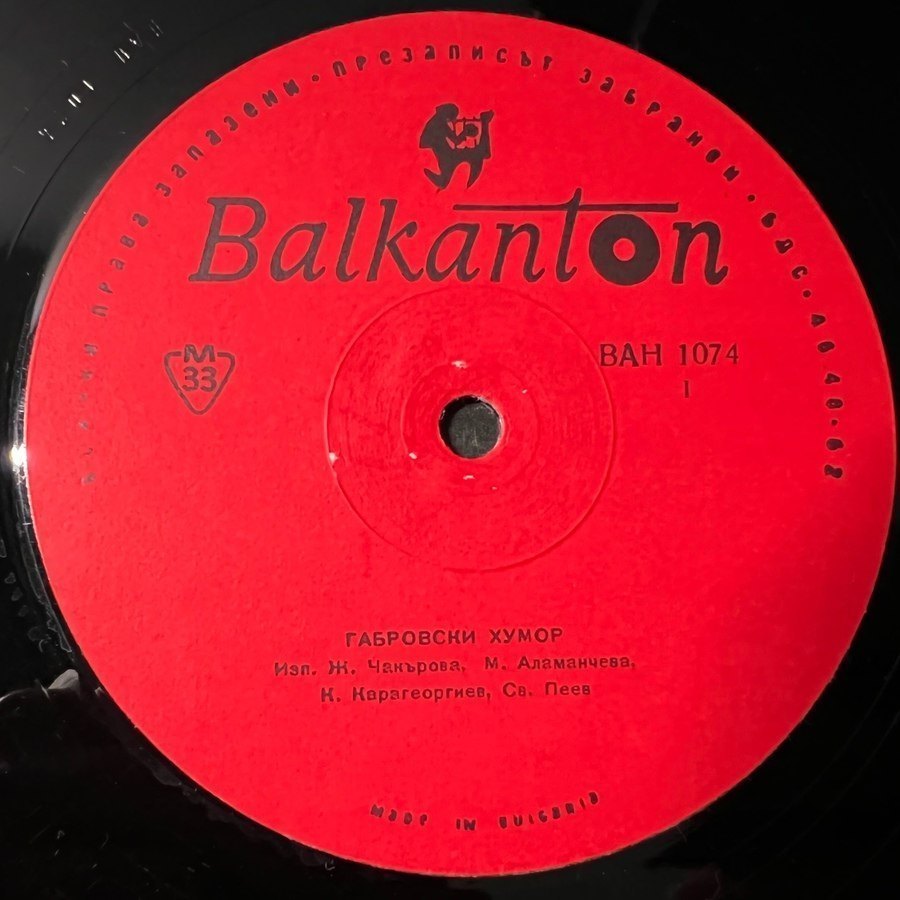 ВСИЧКИ ПРАВА ЗАПАЗЕНИ • ПРЕЗАПИСЪТ ЗАБРАНЕН • БДС •
Balkanton
M
33
ВАН 1074
I
ГАБРОВСКИ ХУМОР
Изп. Ж. Чакърова, М. Аламанчева,
К. Карагеоргиев, Св. Пеев
MADE IN BULGARIA